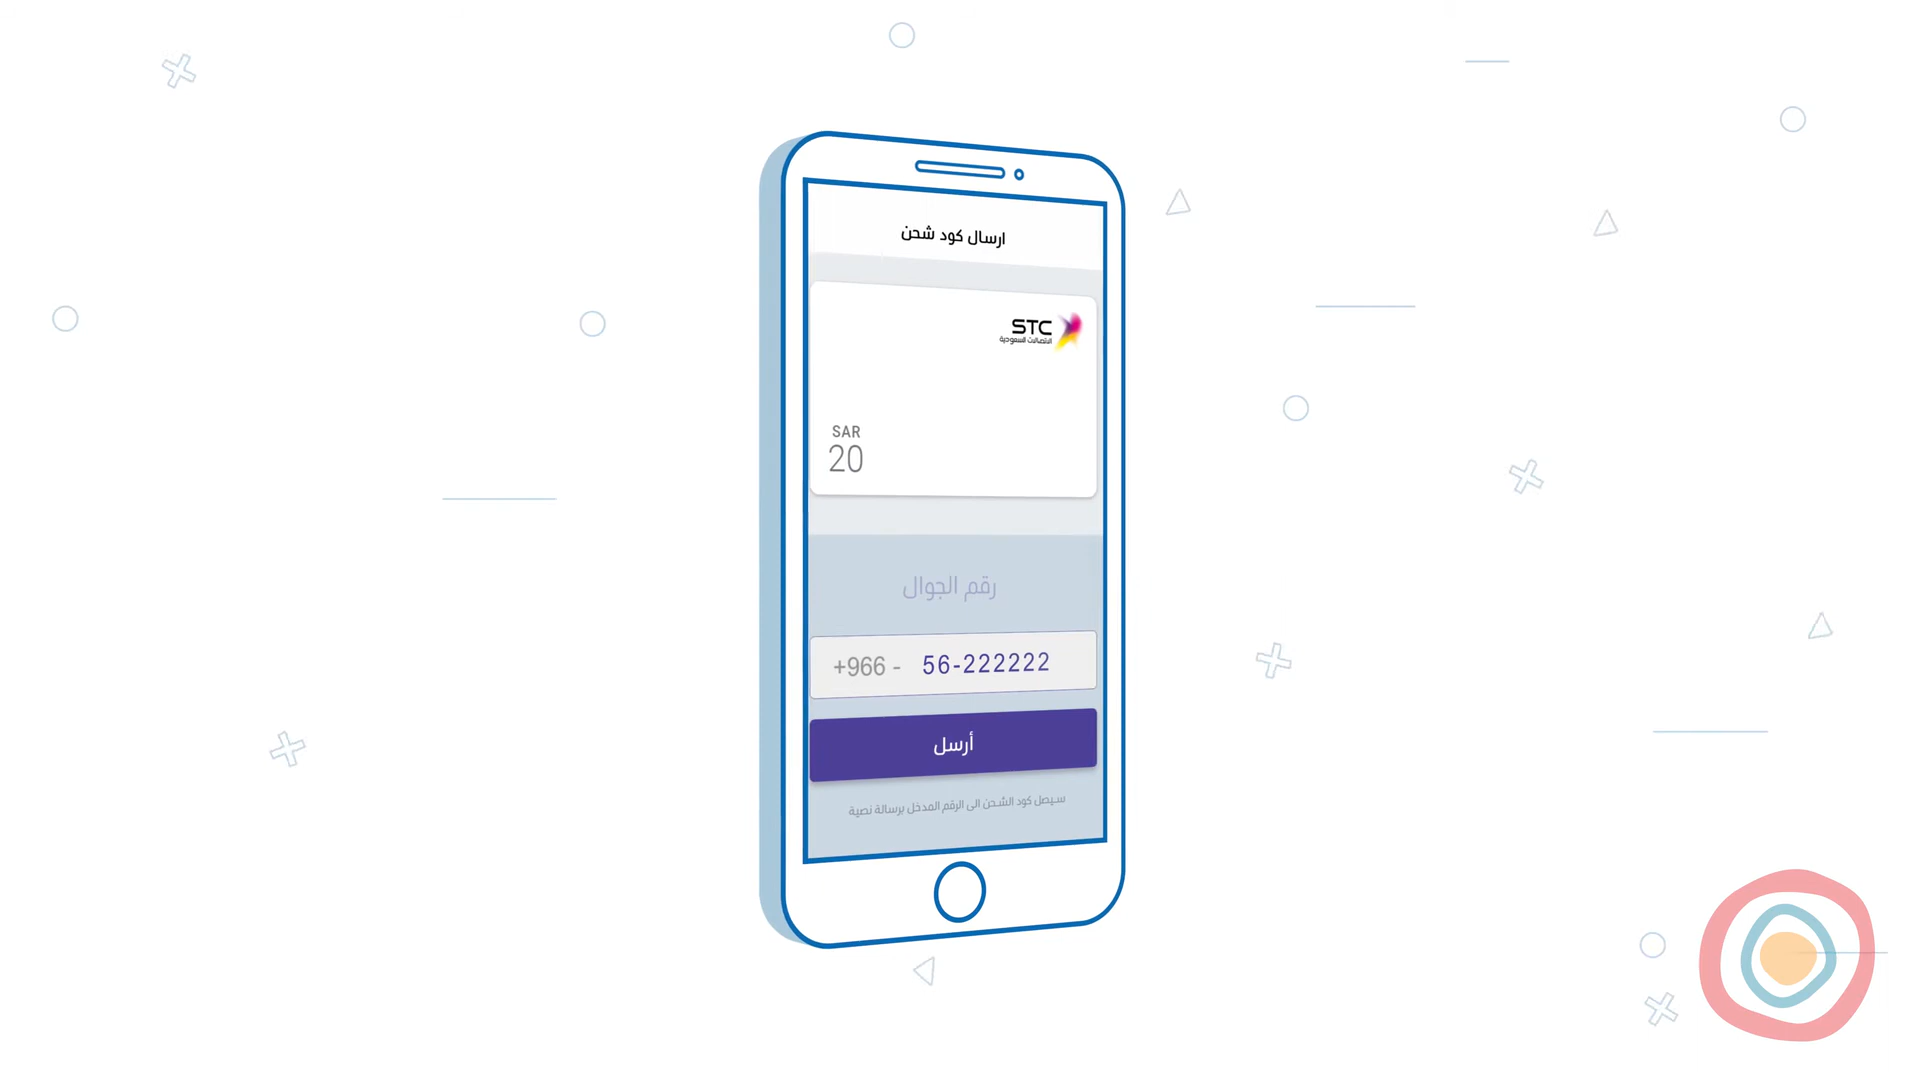 ارسال كود شحن
STC
الاتصالات السعودية
SAR
20
رقم الجوال
+966 - 56-222222
أرسل
سيصل كود الشحن الى الرقم المدخل برسالة نصية